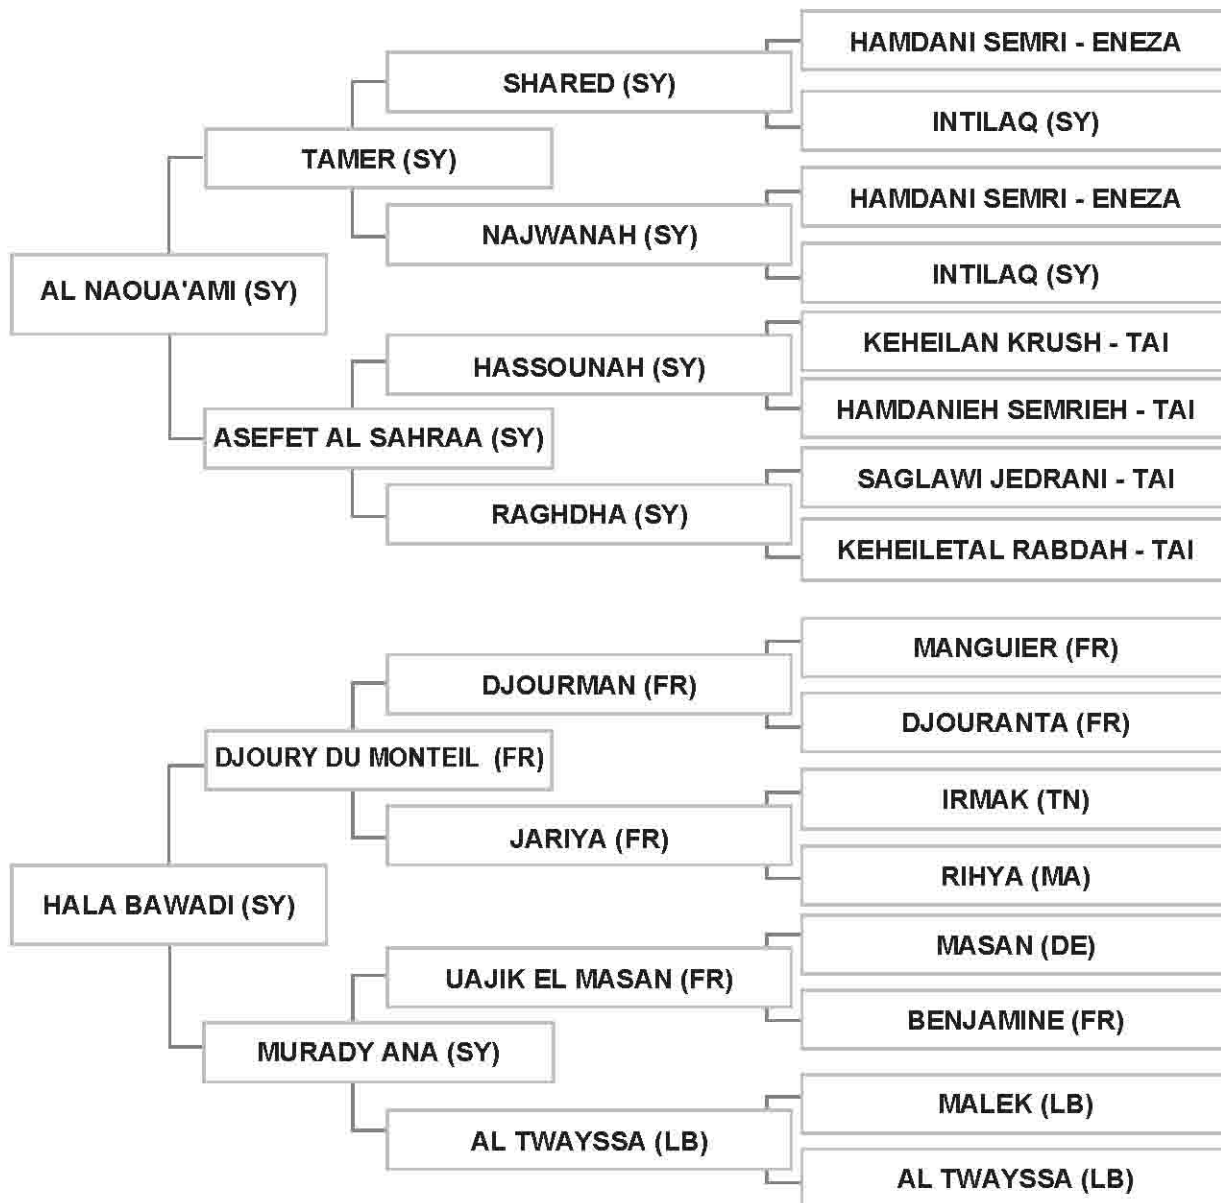 HAMDANI SEMRI - ENEZA
SHARED (SY)
INTILAQ (SY)
TAMER (SY)
HAMDANI SEMRI - ENEZA
NAJWANAH (SY)
INTILAQ (SY)
AL NAOUA'AMI (SY)
KEHEILAN KRUSH - TAI
HASSOUNAH (SY)
HAMDANIEH SEMRIEH - TAI
ASEFET AL SAHRAA (SY)
SAGLAWI JEDRANI - TAI
RAGHDHA (SY)
KEHEILETAL RABDAH - TAI
MANGUIER (FR)
DJOURMAN (FR)
DJOURANTA (FR)
DJOURY DU MONTEIL (FR)
IRMAK (TN)
JARIYA (FR)
RIHYA (MA)
HALA BAWADI (SY)
MASAN (DE)
UAJIK EL MASAN (FR)
BENJAMINE (FR)
MURADY ANA (SY)
MALEK (LB)
AL TWAYSSA (LB)
AL TWAYSSA (LB)